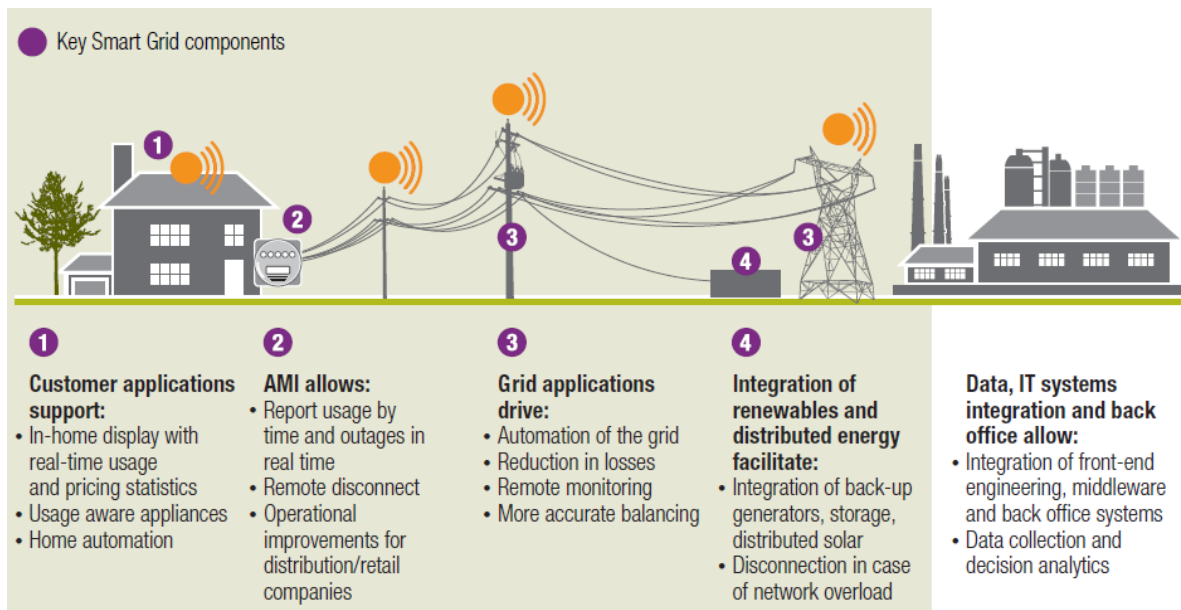 Key Smart Grid components
1
2
3
3
4
1
Customer applications
support:
• In-home display with
real-time usage
and pricing statistics
• Usage aware appliances
• Home automation
2
AMI allows:
• Report usage by
time and outages in
real time
• Remote disconnect
• Operational
improvements for
distribution/retail
companies
3
Grid applications
drive:
• Automation of the grid
• Reduction in losses
• Remote monitoring
• More accurate balancing
4
Integration of
renewables and
distributed energy
facilitate:
• Integration of back-up
generators, storage,
distributed solar
• Disconnection in case
of network overload
Data, IT systems
integration and back
office allow:
• Integration of front-end
engineering, middleware
and back office systems
• Data collection and
decision analytics